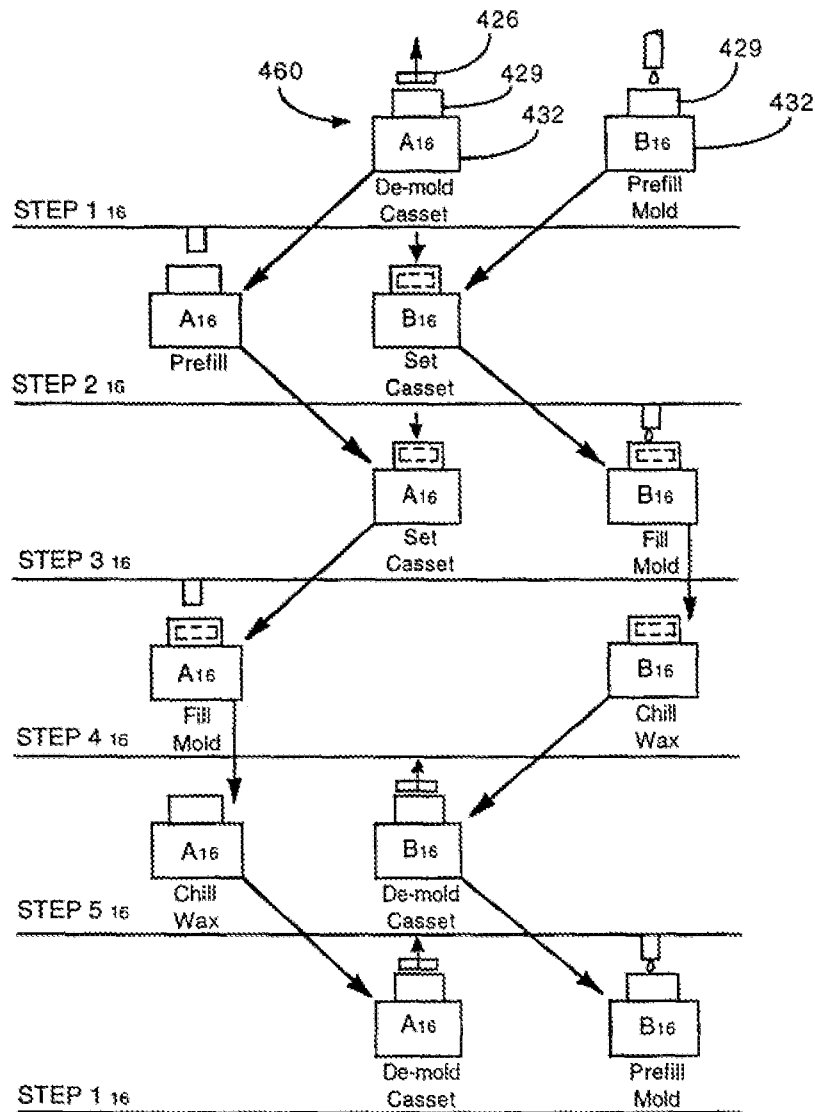 426
460
429
429
432
432
A16
B16
De-mold
Casset
Prefill
Mold
STEP 1 16
A16
B16
Prefill
Set
Casset
STEP 2 16
A16
B16
Set
Casset
Fill
Mold
STEP 3 16
A16
B16
Fill
Mold
Chill
Wax
STEP 4 16
A16
B16
Chill
Wax
De-mold
Casset
STEP 5 16
A16
B16
De-mold
Casset
Prefill
Mold
STEP 1 16